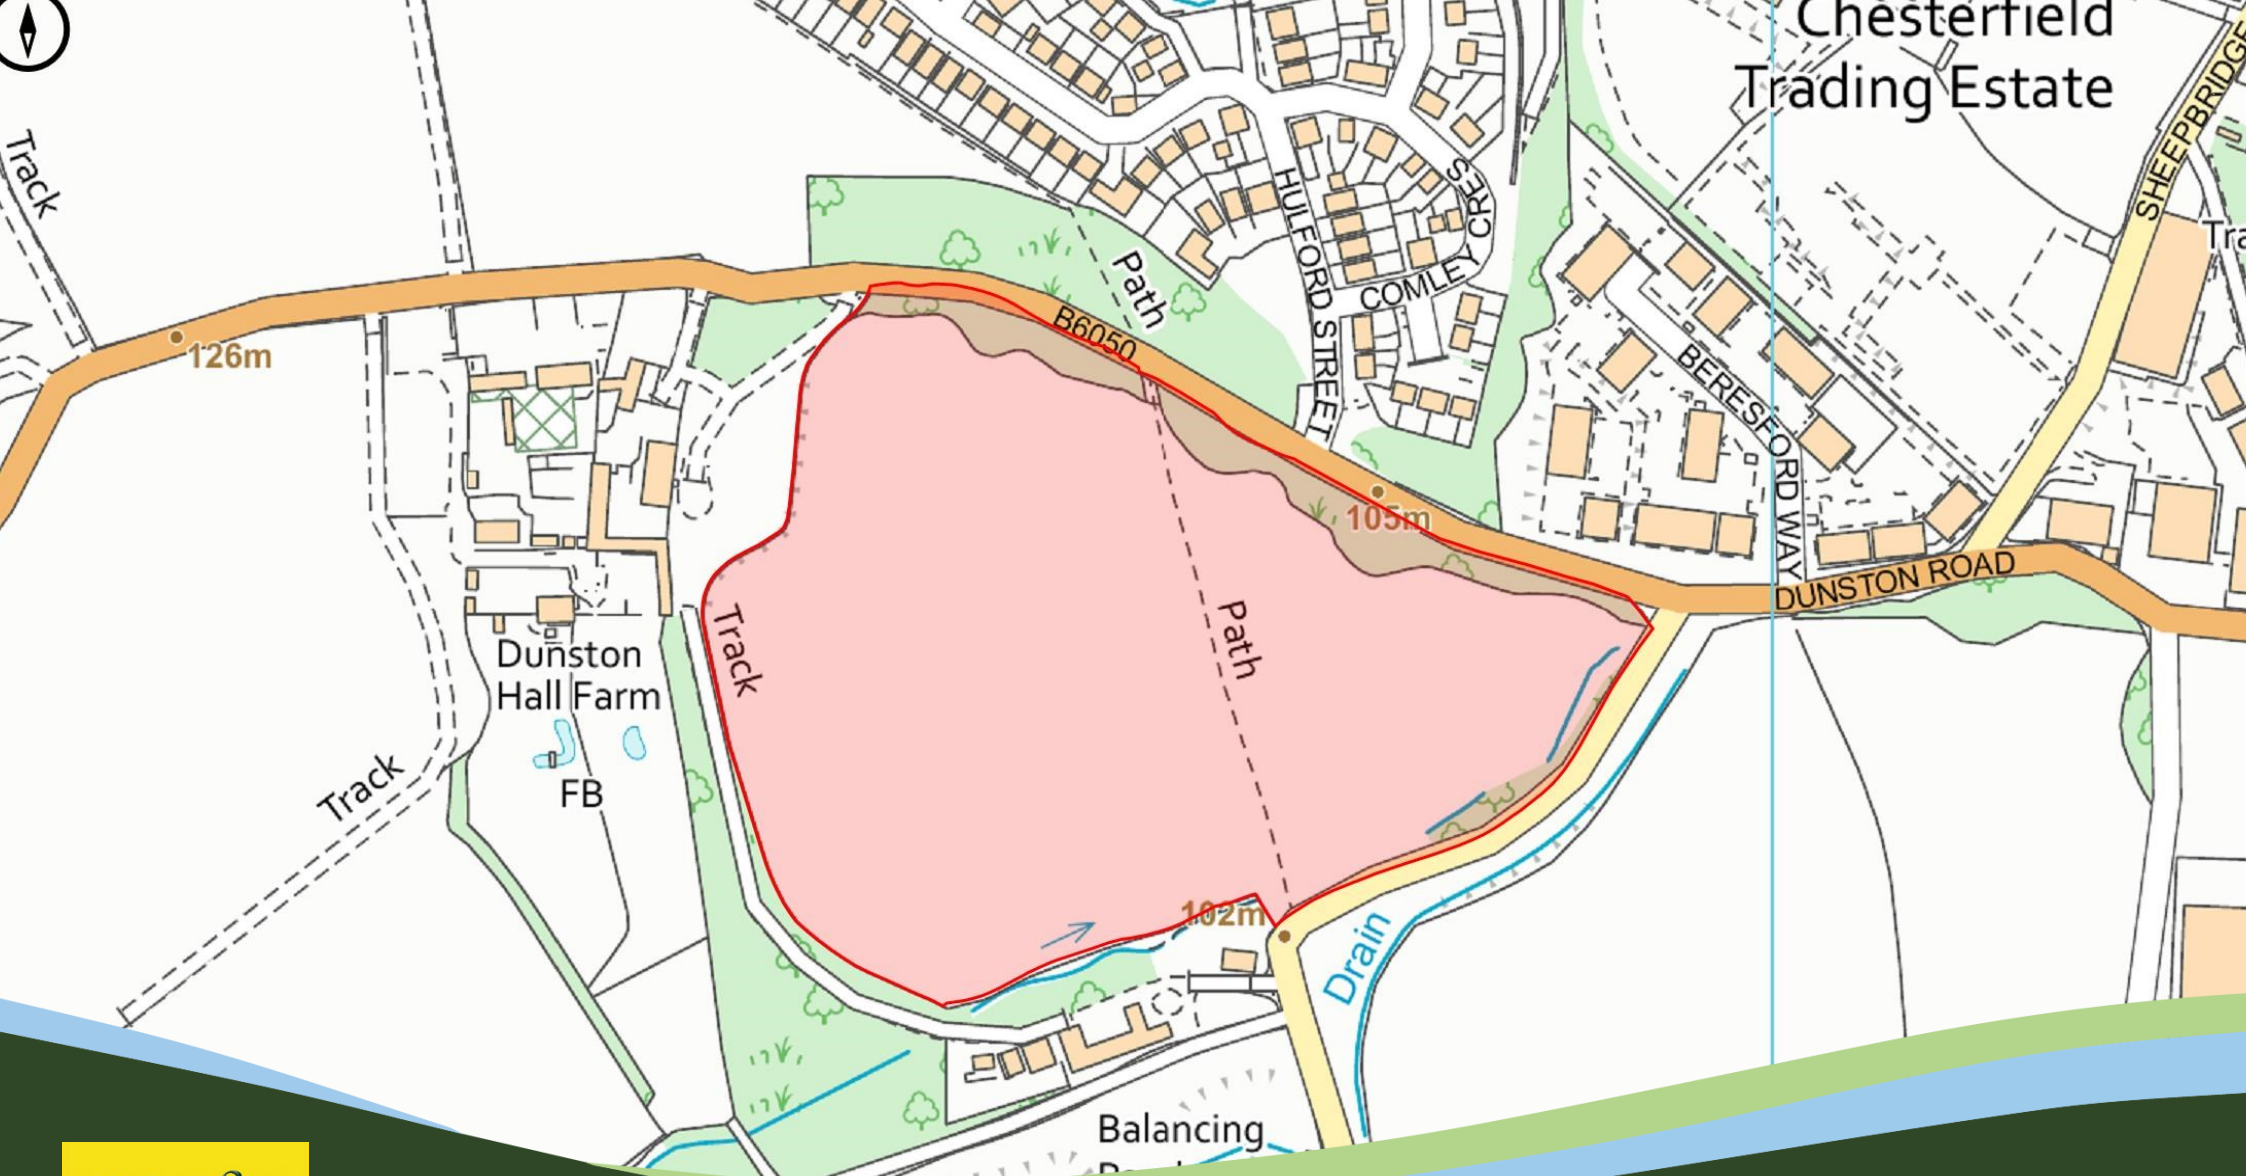 Chesterfield
Trading Estate
SHEEPBRIDGE
Track
Path
HULFORD STREET
COMLEY CRES
B6050
126m
105m
BERESFORD WAY
DUNSTON ROAD
Track
Path
Dunston
Hall Farm
FB
Track
102m
Drain
Balancing